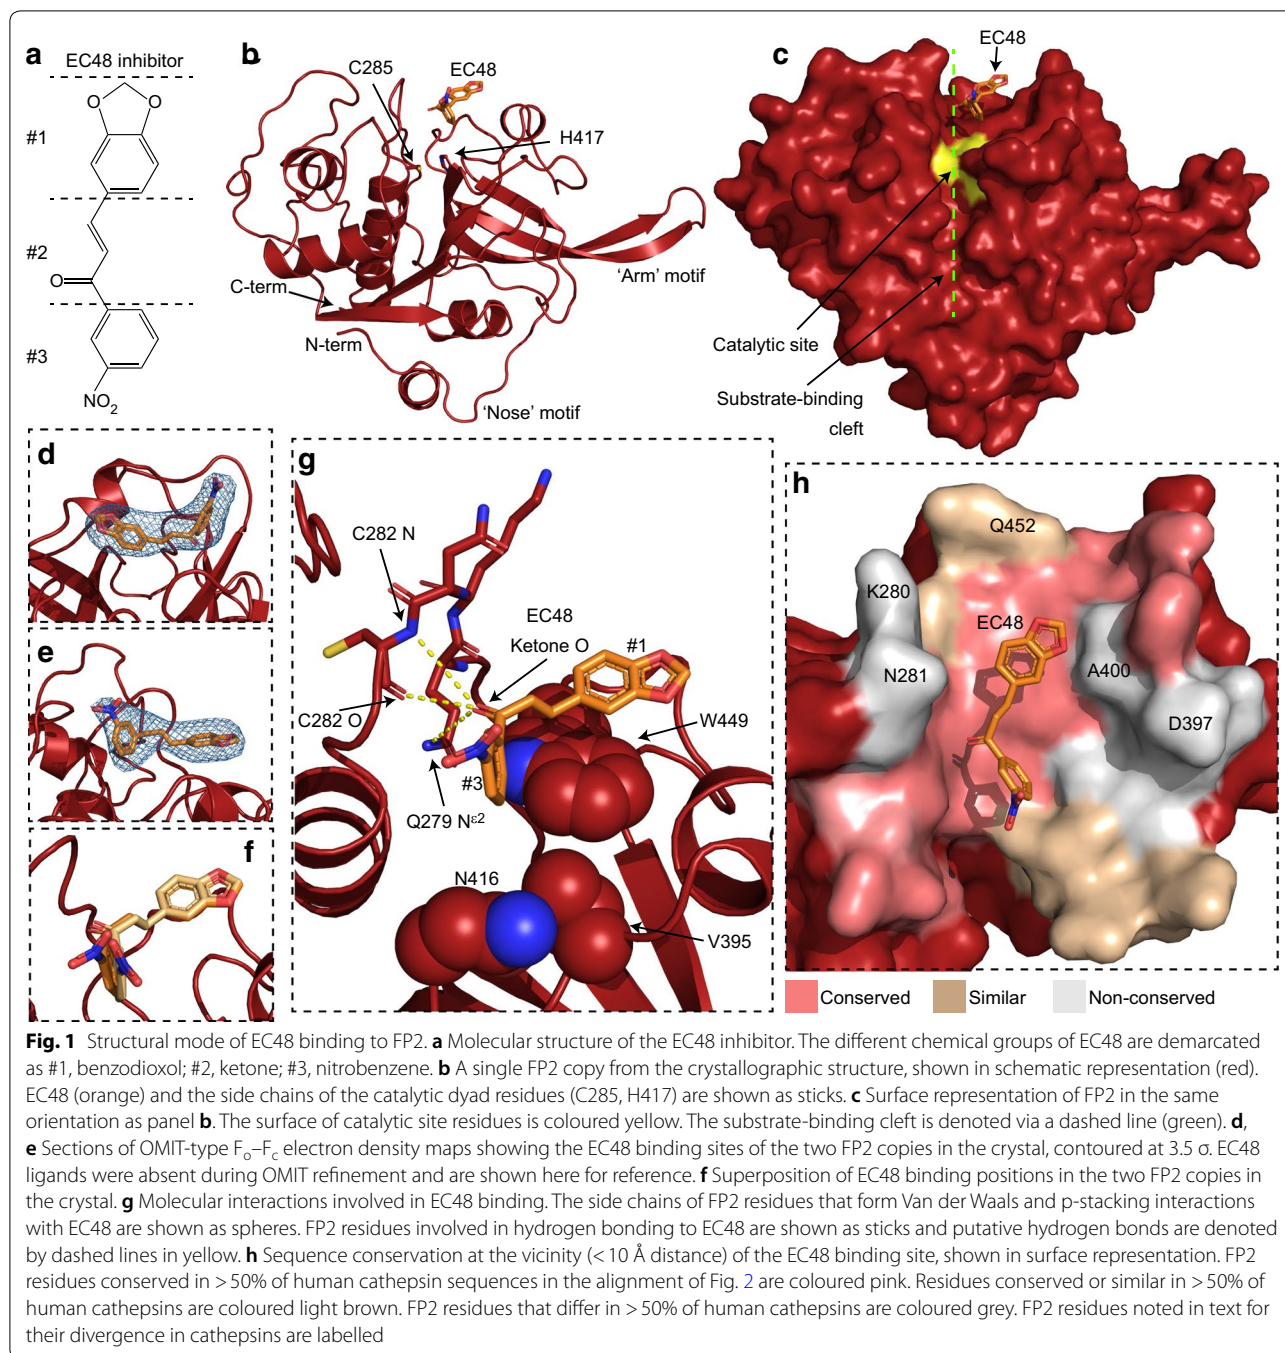 a
EC48 inhibitor
O
O
#1
#2
O
#3
NO2
b
C285
EC48
H417
'Arm' motif
C-term
N-term
'Nose' motif
c
EC48
Catalytic site
Substrate-binding
cleft
d
e
f
g
C282 N
EC48
Ketone O
#1
C282 O
W449
#3
Q279 Nε2
N416
V395
h
Q452
K280
EC48
N281
A400
D397
Conserved
Similar
Non-conserved
Fig. 1 Structural mode of EC48 binding to FP2. a Molecular structure of the EC48 inhibitor. The different chemical groups of EC48 are demarcated
as #1, benzodioxol; #2, ketone; #3, nitrobenzene. b A single FP2 copy from the crystallographic structure, shown in schematic representation (red).
EC48 (orange) and the side chains of the catalytic dyad residues (C285, H417) are shown as sticks. c Surface representation of FP2 in the same
orientation as panel b. The surface of catalytic site residues is coloured yellow. The substrate-binding cleft is denoted via a dashed line (green). d,
e Sections of OMIT-type Fo–Fc electron density maps showing the EC48 binding sites of the two FP2 copies in the crystal, contoured at 3.5 σ. EC48
ligands were absent during OMIT refinement and are shown here for reference. f Superposition of EC48 binding positions in the two FP2 copies in
the crystal. g Molecular interactions involved in EC48 binding. The side chains of FP2 residues that form Van der Waals and p-stacking interactions
with EC48 are shown as spheres. FP2 residues involved in hydrogen bonding to EC48 are shown as sticks and putative hydrogen bonds are denoted
by dashed lines in yellow. h Sequence conservation at the vicinity (< 10 Å distance) of the EC48 binding site, shown in surface representation. FP2
residues conserved in > 50% of human cathepsin sequences in the alignment of Fig. 2 are coloured pink. Residues conserved or similar in > 50% of
human cathepsins are coloured light brown. FP2 residues that differ in > 50% of human cathepsins are coloured grey. FP2 residues noted in text for
their divergence in cathepsins are labelled